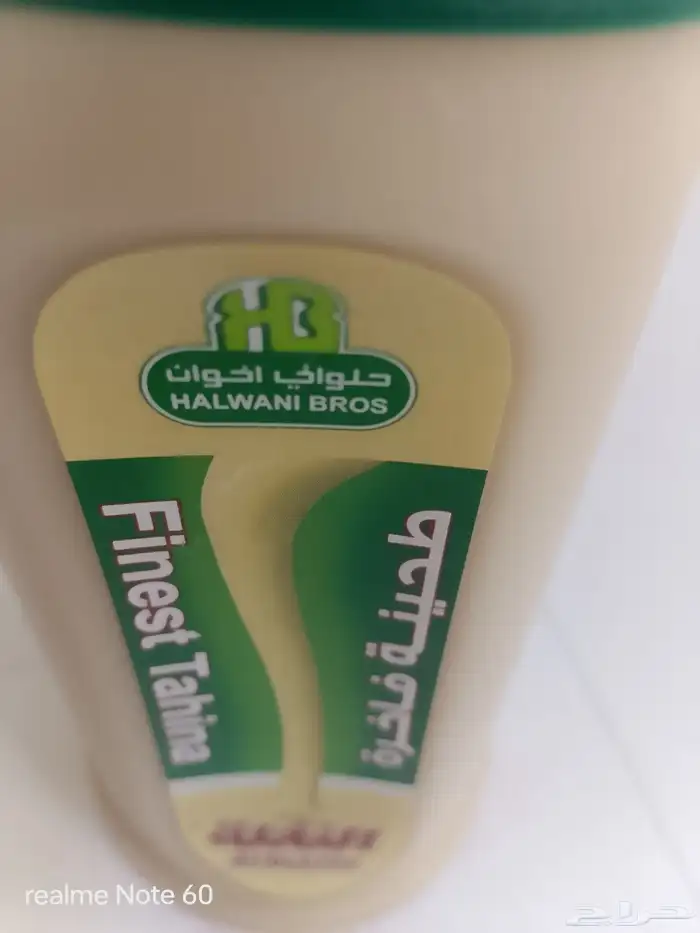 HB
حلواني اخوان
HALWANI BROS
Finest Tahina
طحينة فاخرة
realme Note 60
حراج